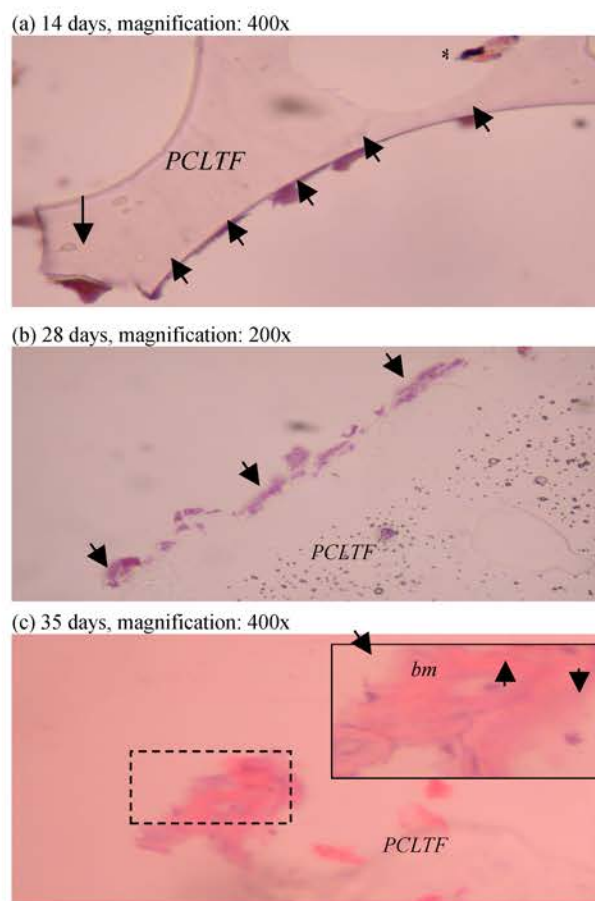 (a) 14 days, magnification: 400x
*
PCLTF
(b) 28 days, magnification: 200x
PCLTF
(c) 35 days, magnification: 400x
bm
PCLTF